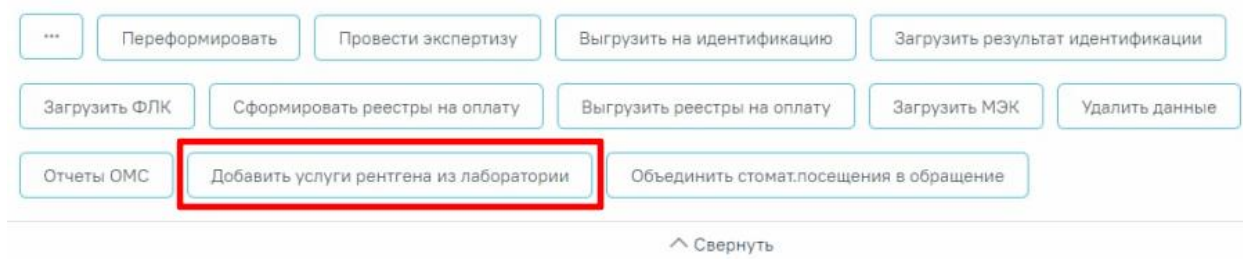 ... Переформировать Провести экспертизу Выгрузить на идентификацию Загрузить результат идентификации
Загрузить ФЛК Сформировать реестры на оплату Выгрузить реестры на оплату Загрузить МЭК Удалить данные
Отчеты ОМС Добавить услуги рентгена из лаборатории Объединить стомат.посещения в обращение
Свернуть